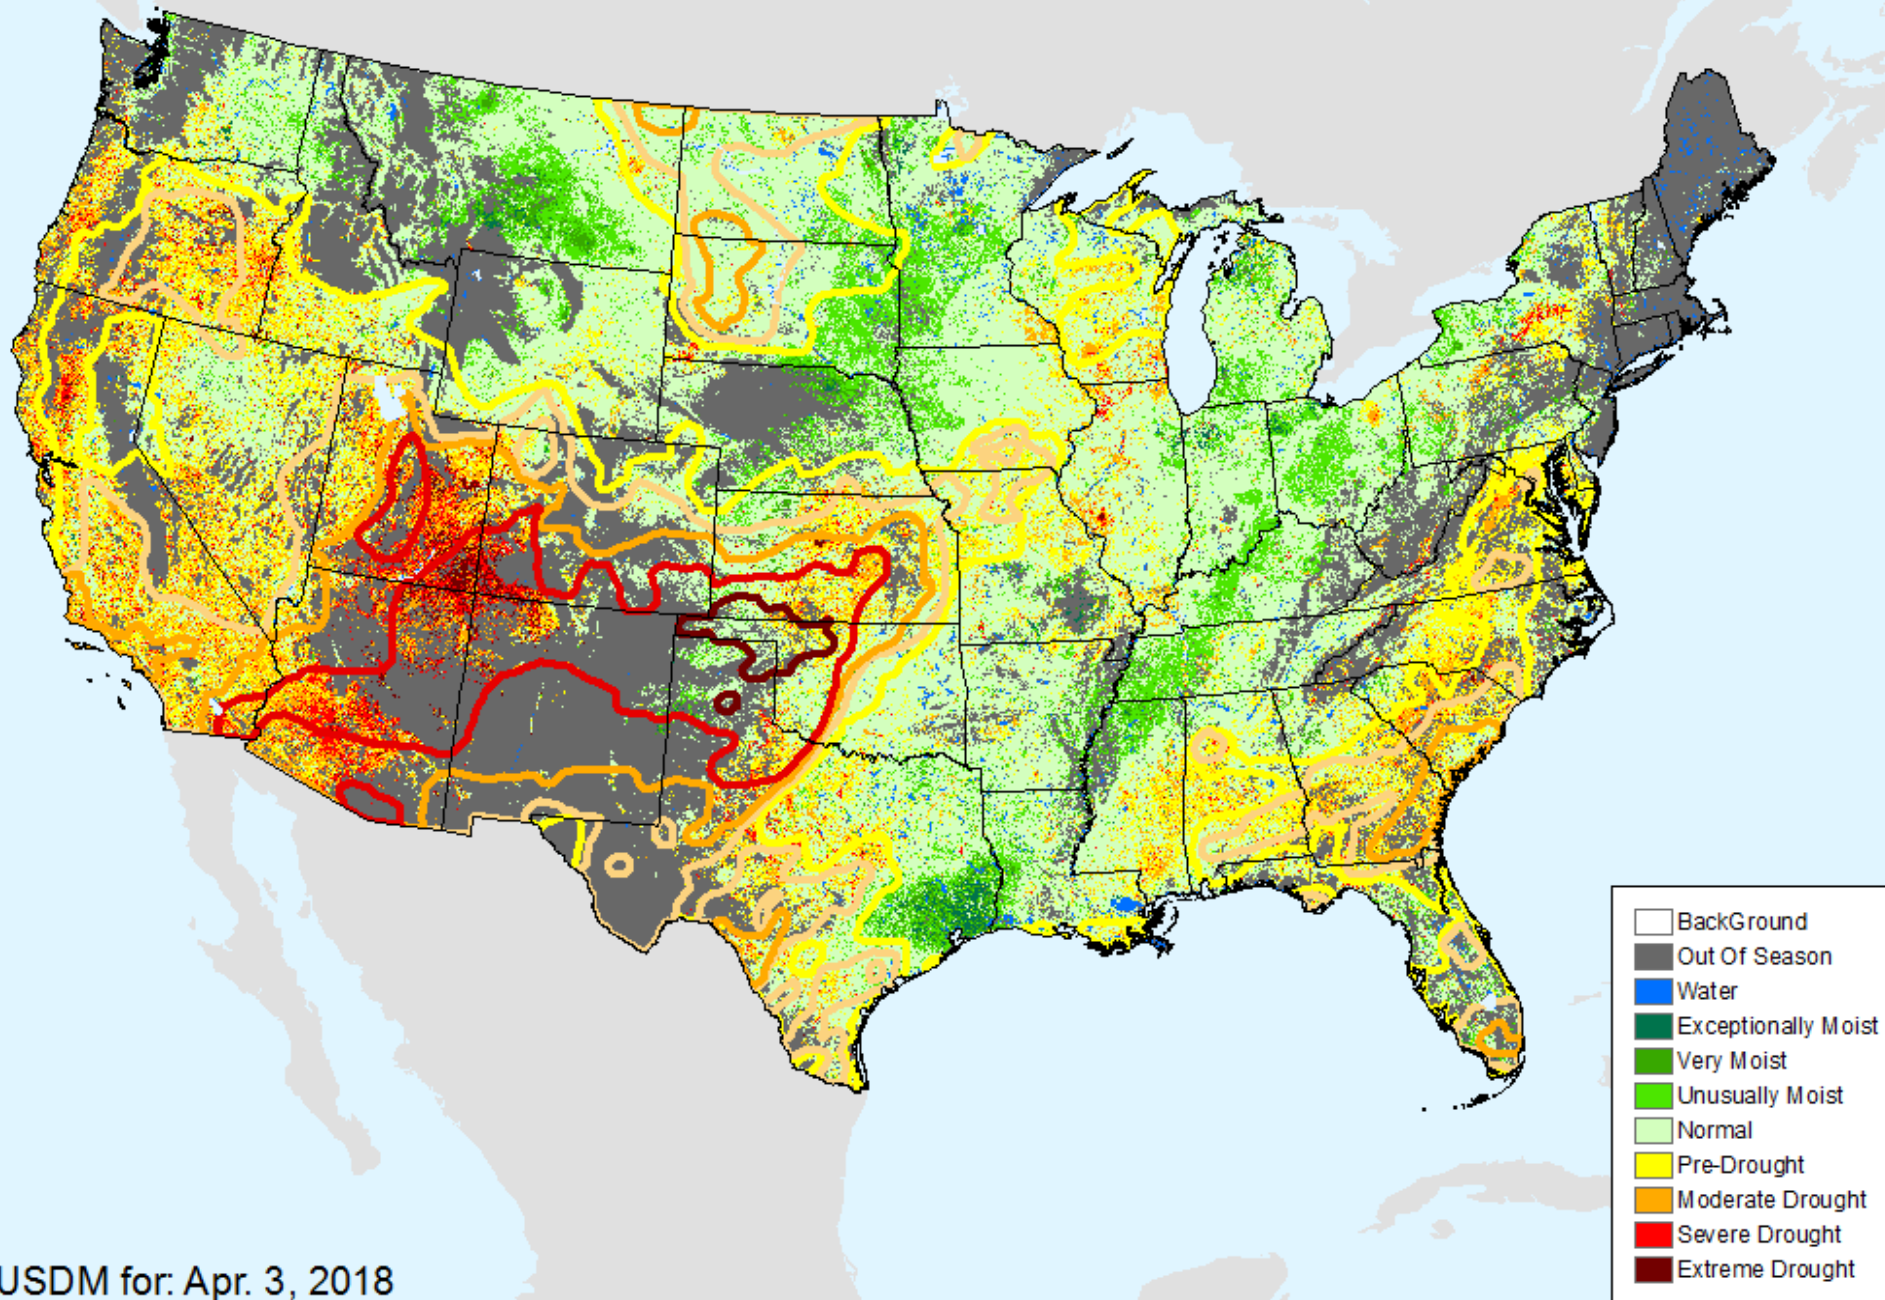 BackGround
Out Of Season
Water
Exceptionally Moist
Very Moist
Unusually Moist
Normal
Pre-Drought
Moderate Drought
Severe Drought
Extreme Drought
USDM for: Apr. 3, 2018